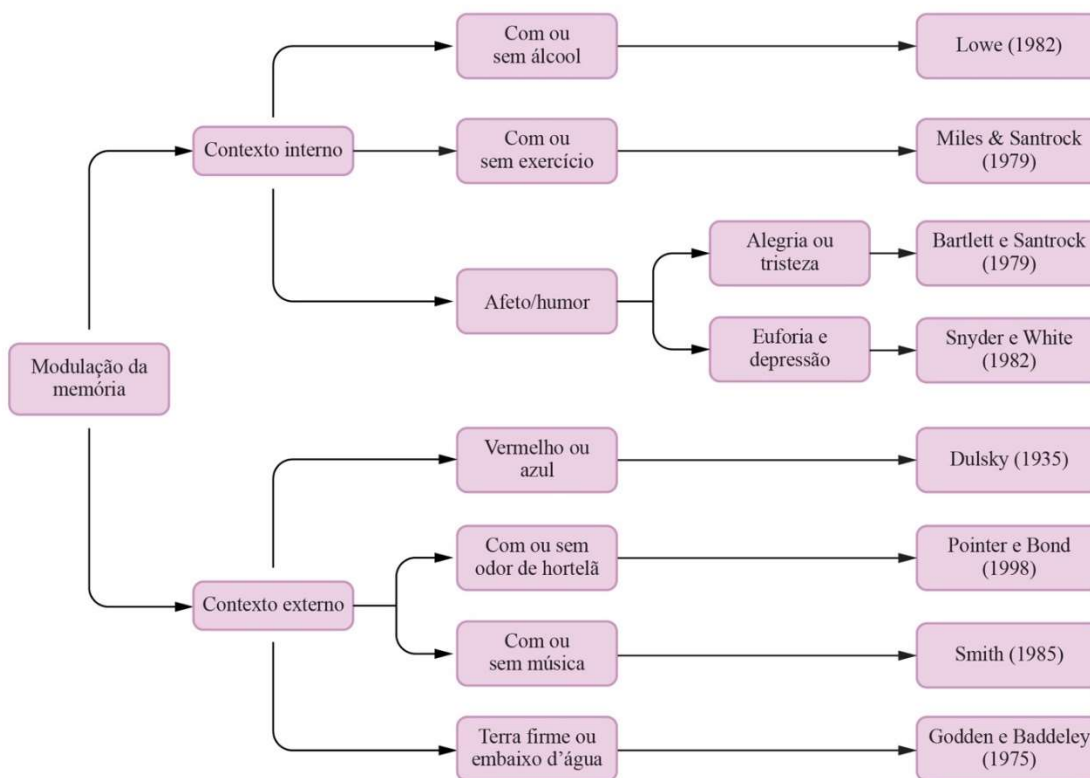 Com ou
sem álcool
Lowe (1982)
Contexto interno
Com ou
sem exercício
Miles & Santrock
(1979)
Afeto/humor
Alegria ou
tristeza
Bartlett e Santrock
(1979)
Euforia e
depressão
Snyder e White
(1982)
Modulação da
memória
Vermelho ou
azul
Dulsky (1935)
Contexto externo
Com ou sem
odor de hortelã
Pointer e Bond
(1998)
Com ou
sem música
Smith (1985)
Terra firme ou
embaixo d’água
Godden e Baddeley
(1975)